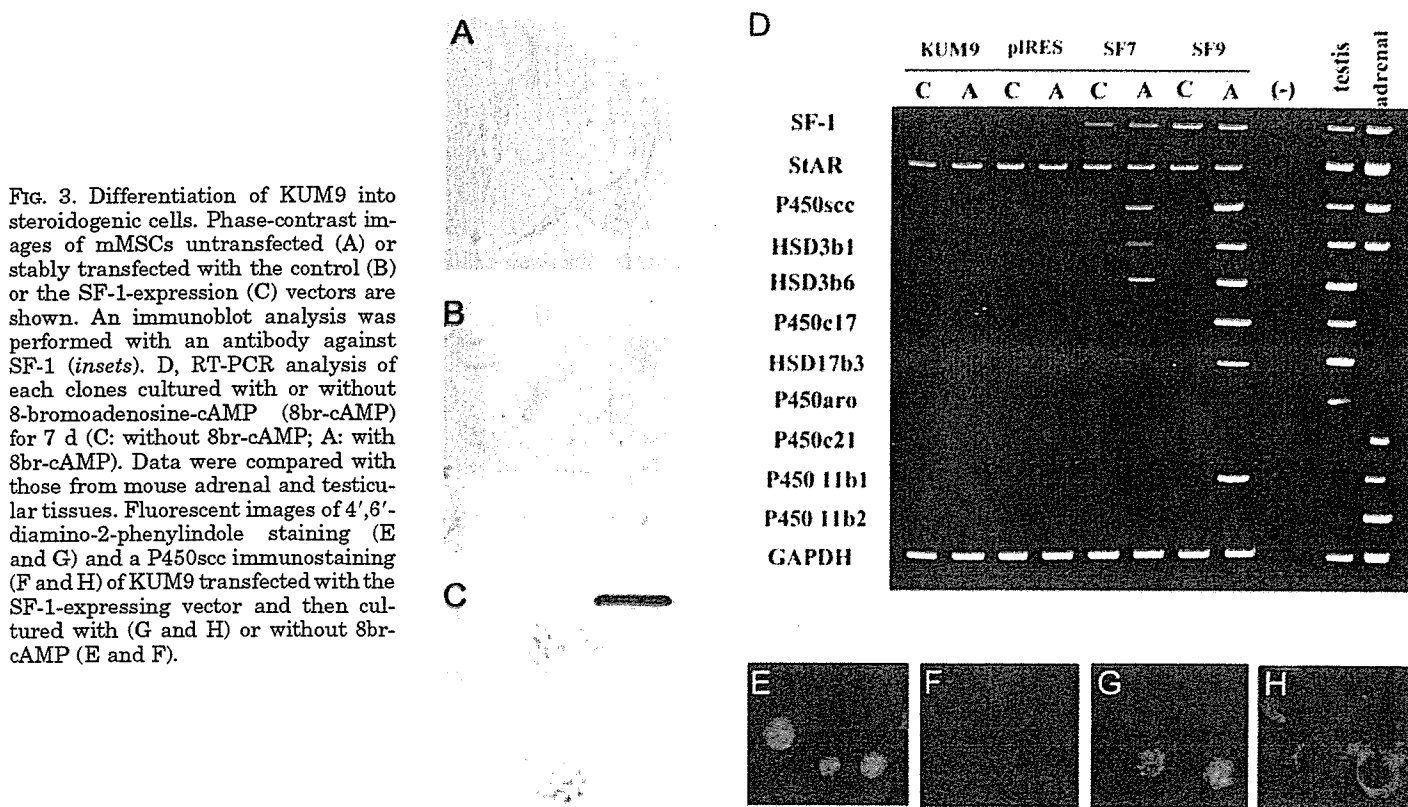 FIG. 3. Differentiation of KUM9 into
steroidogenic cells. Phase-contrast im-
ages of mMSCs untransfected (A) or
stably transfected with the control (B)
or the SF-1-expression (C) vectors are
shown. An immunoblot analysis was
performed with an antibody against
SF-1 (insets). D, RT-PCR analysis of
each clones cultured with or without
8-bromoadenosine-cAMP (8br-cAMP)
for 7 d (C: without 8br-cAMP; A: with
8br-cAMP). Data were compared with
those from mouse adrenal and testicu-
lar tissues. Fluorescent images of 4′,6′-
diamino-2-phenylindole staining (E
and G) and a P450scc immunostaining
(F and H) of KUM9 transfected with the
SF-1-expressing vector and then cul-
tured with (G and H) or without 8br-
cAMP (E and F).
A
B
C
D
KUM9 pIRES SF7 SF9
C A C A C A C A (-) testis adrenal
SF-1
StAR
P450scc
HSD3b1
HSD3b6
P450c17
HSD17b3
P450aro
P450c21
P450 11b1
P450 11b2
GAPDH
E F G H